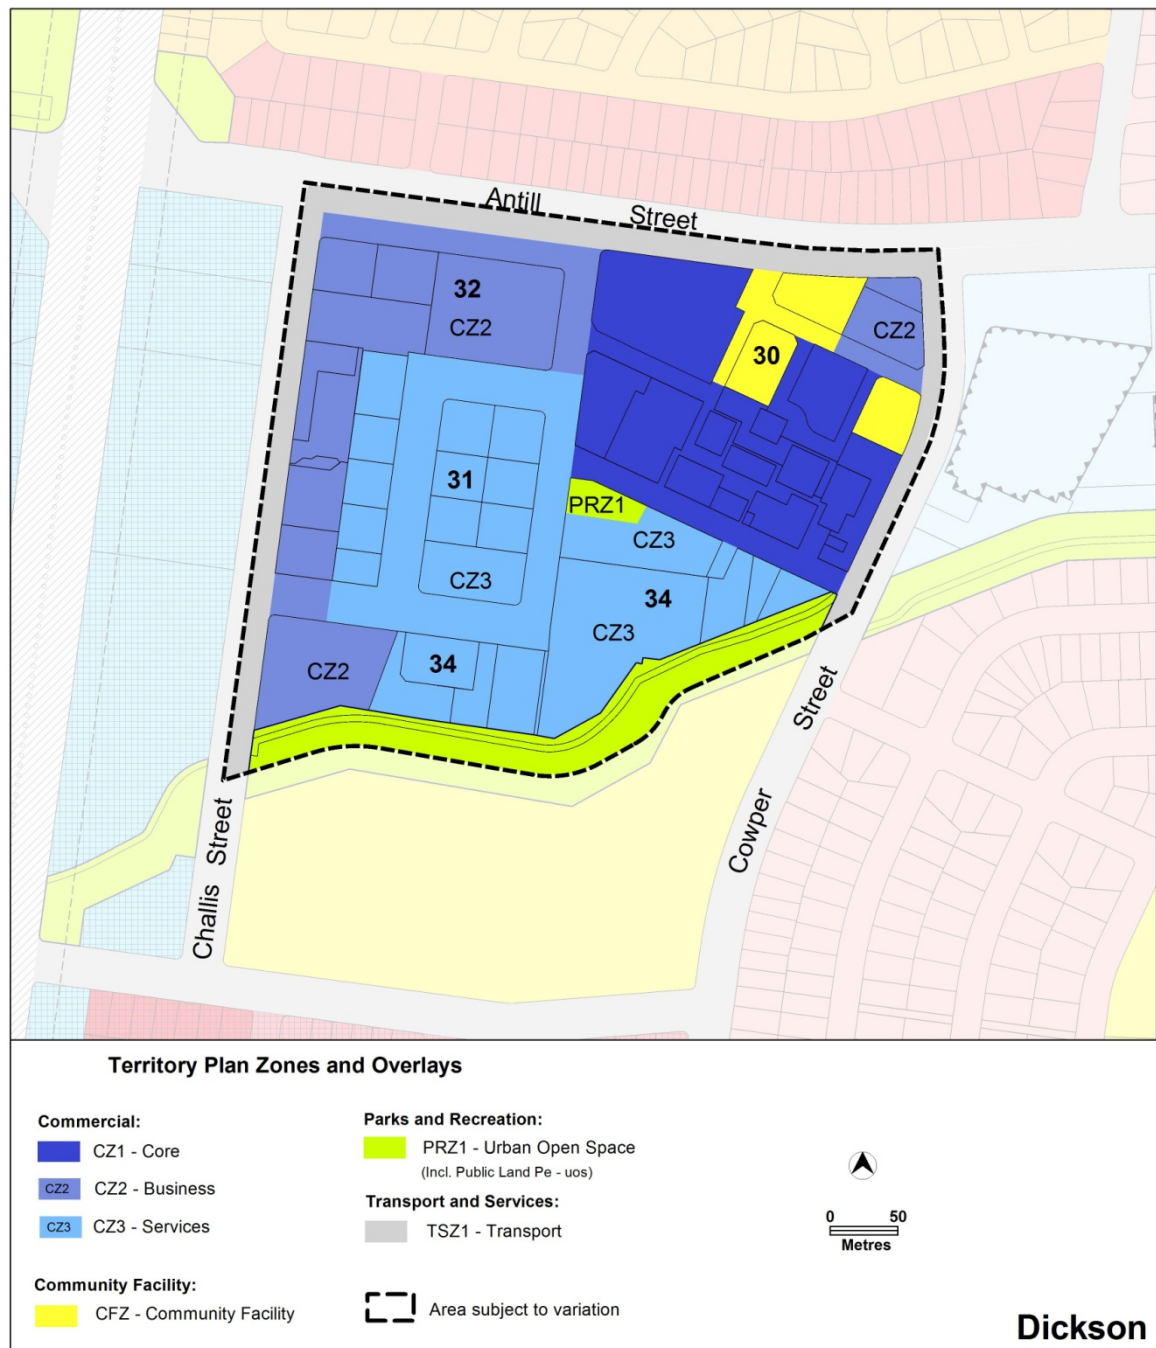 Antill Street
32
CZ2
CZ2
30
31
PRZ1
CZ3
CZ3
34
CZ3
34
CZ2
Street
Cowper
Challis Street
Territory Plan Zones and Overlays
Commercial:
CZ1 - Core
CZ2 CZ2 - Business
CZ3 CZ3 - Services
Community Facility:
CFZ - Community Facility
Parks and Recreation:
PRZ1 - Urban Open Space
(Incl. Public Land Pe - uos)
Transport and Services:
TSZ1 - Transport
Area subject to variation
0 50
Metres
Dickson